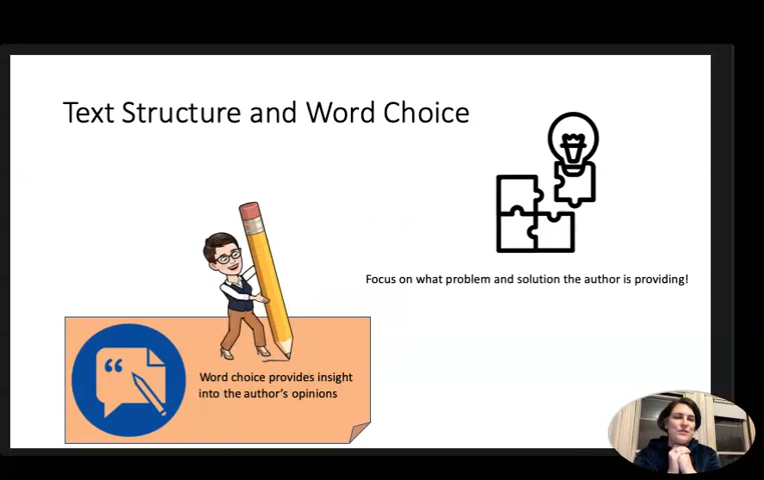 Text Structure and Word Choice
Focus on what problem and solution the author is providing!
Word choice provides insight
into the author's opinions